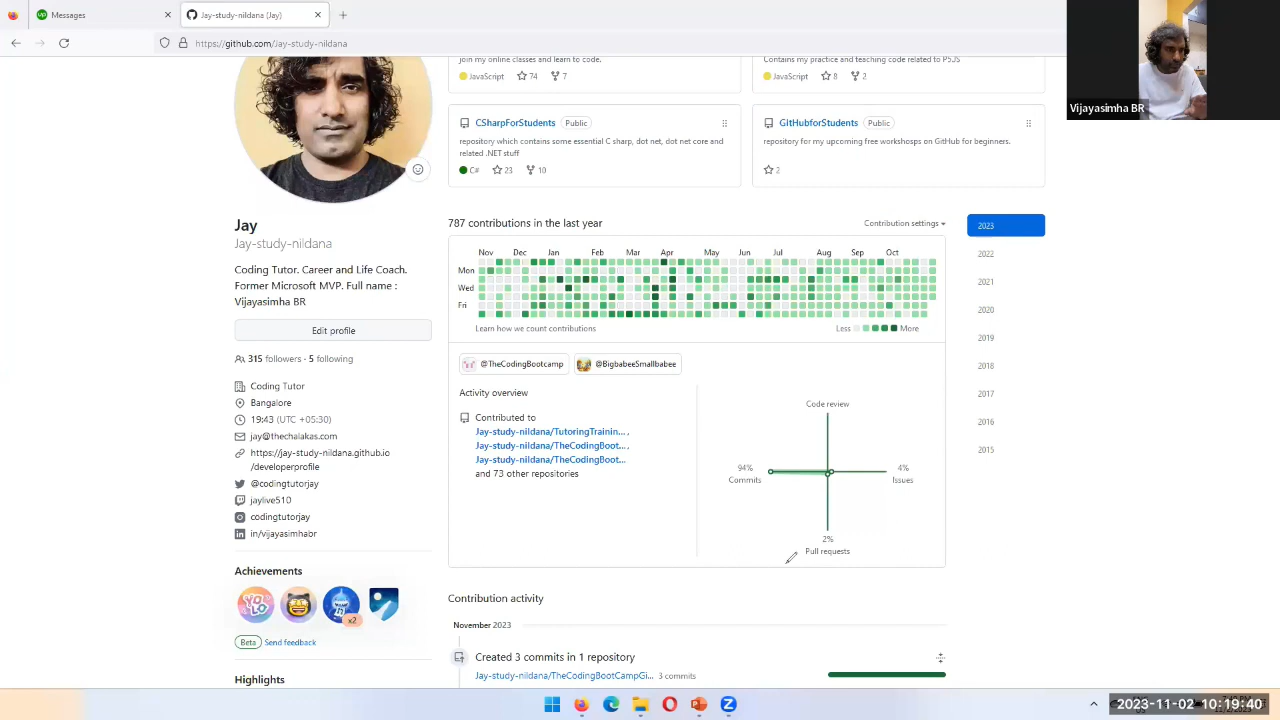 Messages
Jay-study-nildana (Jay)
https://github.com/Jay-study-nildana
Vijayasimha BR
join my online classes and learn to code.
JavaScript 74 7
Contains my practice and teaching code related to P5JS
JavaScript 8 2
CSharpForStudents Public
repository which contains some essential C sharp, dot net, dot net core and
related .NET stuff
C# 23 10
GitHubforStudents Public
repository for my upcoming free workshosps on GitHub for beginners.
2
Jay
Jay-study-nildana
Coding Tutor. Career and Life Coach.
Former Microsoft MVP. Full name :
Vijayasimha BR
Edit profile
315 followers · 5 following
Coding Tutor
Bangalore
19:43 (UTC +05:30)
jay@thechalakas.com
https://jay-study-nildana.github.io
/developerprofile
@codingtutorjay
jaylive510
codingtutorjay
in/vijayasimhabr
Achievements
YOLO
x2
Beta Send feedback
Highlights
787 contributions in the last year
Contribution settings
Nov Dec Jan Feb Mar Apr May Jun Jul Aug Sep Oct
Mon
Wed
Fri
Learn how we count contributions
Less More
@TheCodingBootcamp @BigbabeeSmallbabee
Activity overview
Contributed to
Jay-study-nildana/TutoringTrainin... ,
Jay-study-nildana/TheCodingBoot... ,
Jay-study-nildana/TheCodingBoot...
and 73 other repositories
Code review
94%
Commits
4%
Issues
2%
Pull requests
2023
2022
2021
2020
2019
2018
2017
2016
2015
Contribution activity
November 2023
Created 3 commits in 1 repository
Jay-study-nildana/TheCodingBootCampGi... 3 commits
2023-11-02 10:19:40